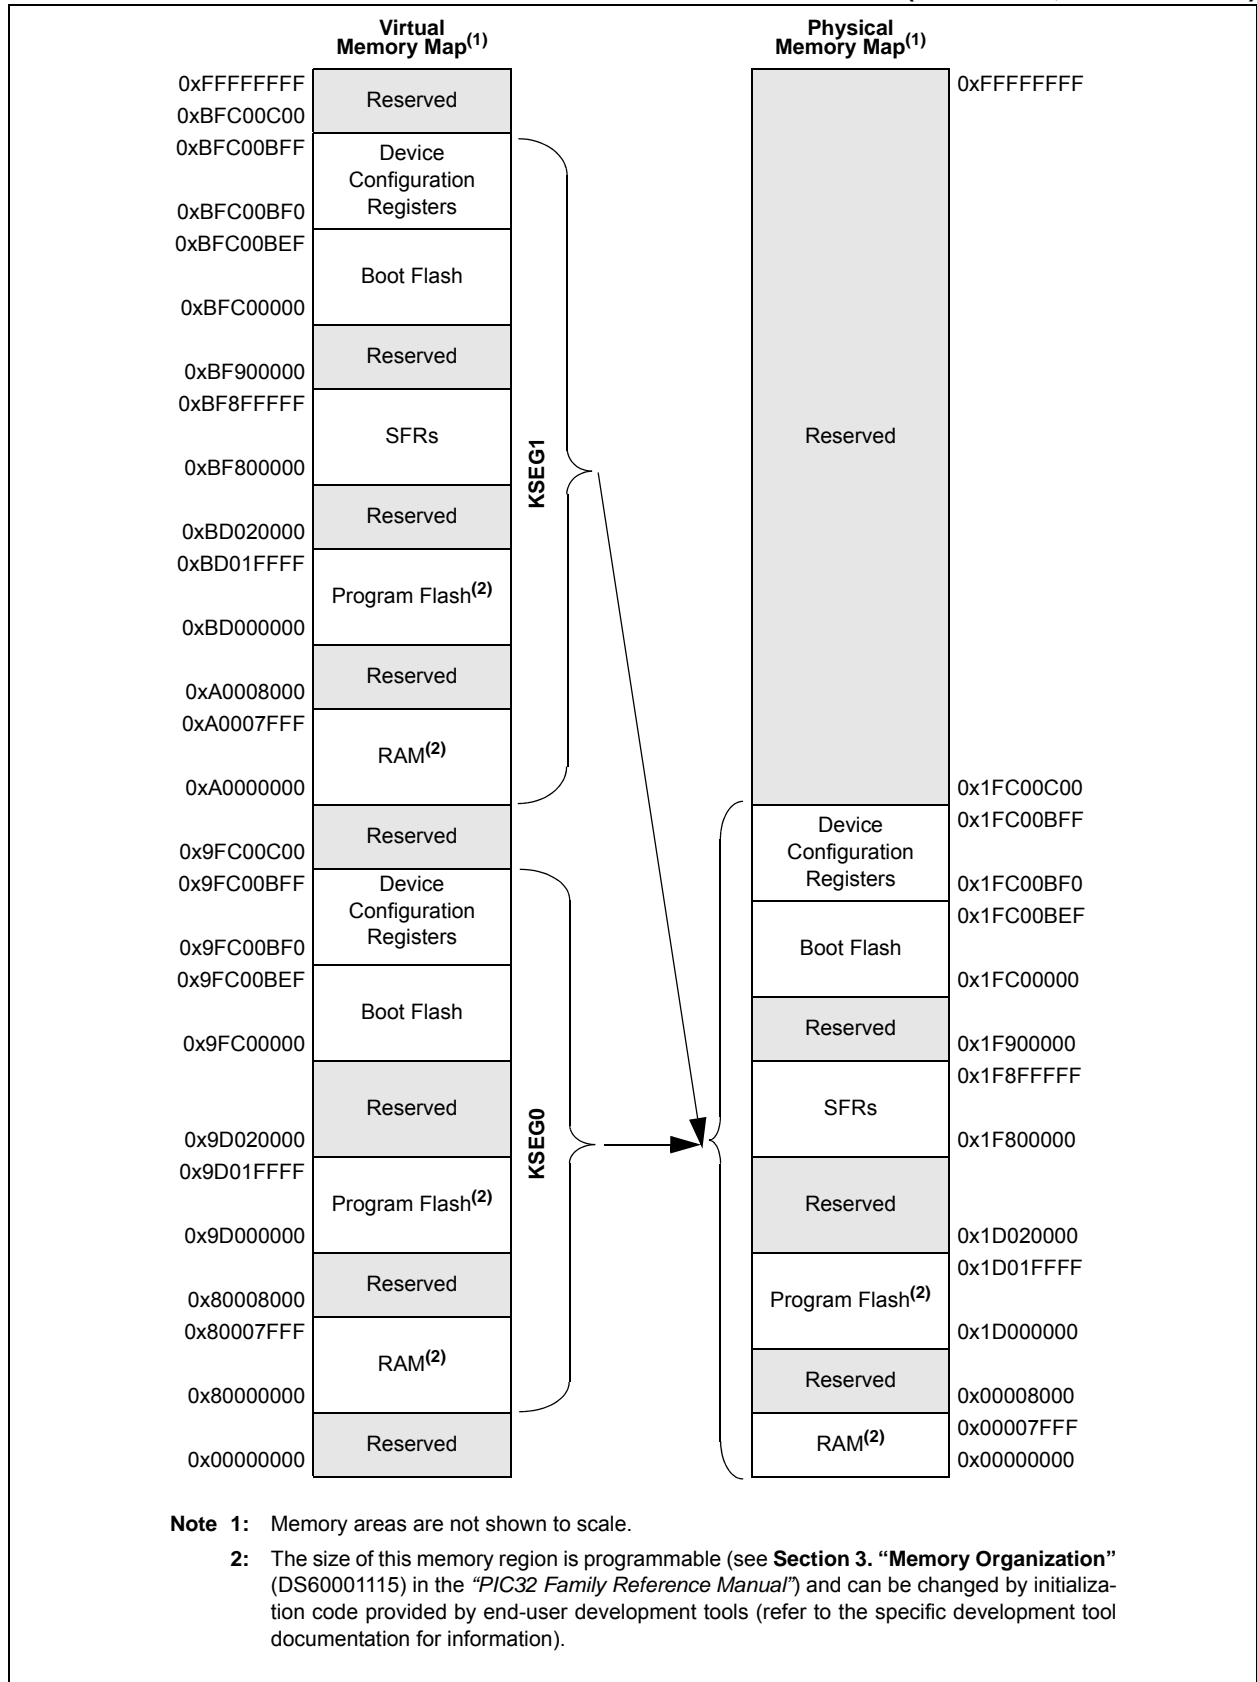 Virtual
Memory Map(1)
Physical
Memory Map(1)
0xFFFFFFFF
Reserved
0xBFC00C00
0xBFC00BFF
Device
Configuration
Registers
0xBFC00BF0
0xBFC00BEF
Boot Flash
0xBFC00000
Reserved
0xBF900000
0xBF8FFFFF
SFRs
0xBF800000
Reserved
0xBD020000
0xBD01FFFF
Program Flash(2)
0xBD000000
Reserved
0xA0008000
0xA0007FFF
RAM(2)
0xA0000000
Reserved
0x9FC00C00
0x9FC00BFF
Device
Configuration
Registers
0x9FC00BF0
0x9FC00BEF
Boot Flash
0x9FC00000
Reserved
0x9D020000
0x9D01FFFF
Program Flash(2)
0x9D000000
Reserved
0x80008000
0x80007FFF
RAM(2)
0x80000000
Reserved
0x00000000
KSEG1
KSEG0
0xFFFFFFFF
Reserved
0x1FC00C00
0x1FC00BFF
Device
Configuration
Registers
0x1FC00BF0
0x1FC00BEF
Boot Flash
0x1FC00000
Reserved
0x1F900000
0x1F8FFFFF
SFRs
0x1F800000
Reserved
0x1D020000
0x1D01FFFF
Program Flash(2)
0x1D000000
Reserved
0x00008000
0x00007FFF
RAM(2)
0x00000000
Note 1: Memory areas are not shown to scale.
2: The size of this memory region is programmable (see Section 3. “Memory Organization”
(DS60001115) in the “PIC32 Family Reference Manual”) and can be changed by initializa-
tion code provided by end-user development tools (refer to the specific development tool
documentation for information).